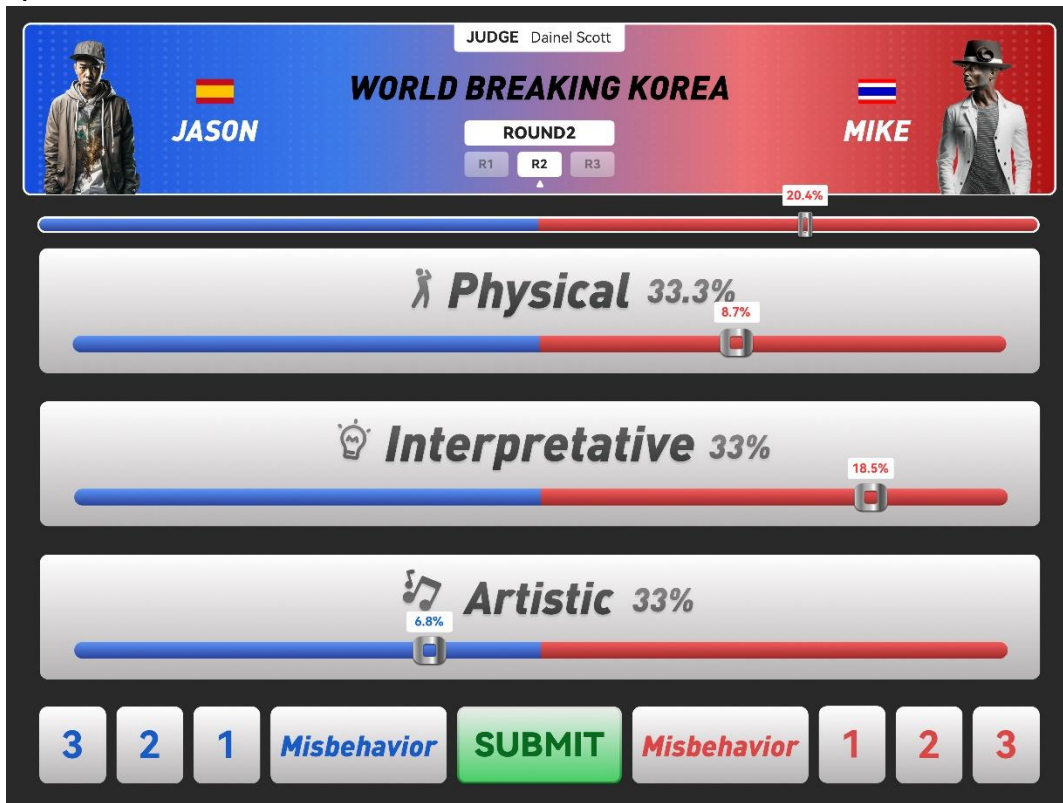 JUDGE Dainel Scott
WORLD BREAKING KOREA
JASON
MIKE
ROUND2
R1 R2 R3
20.4%
Physical 33.3%
8.7%
Interpretative 33%
18.5%
Artistic 33%
6.8%
3 2 1 Misbehavior SUBMIT Misbehavior 1 2 3